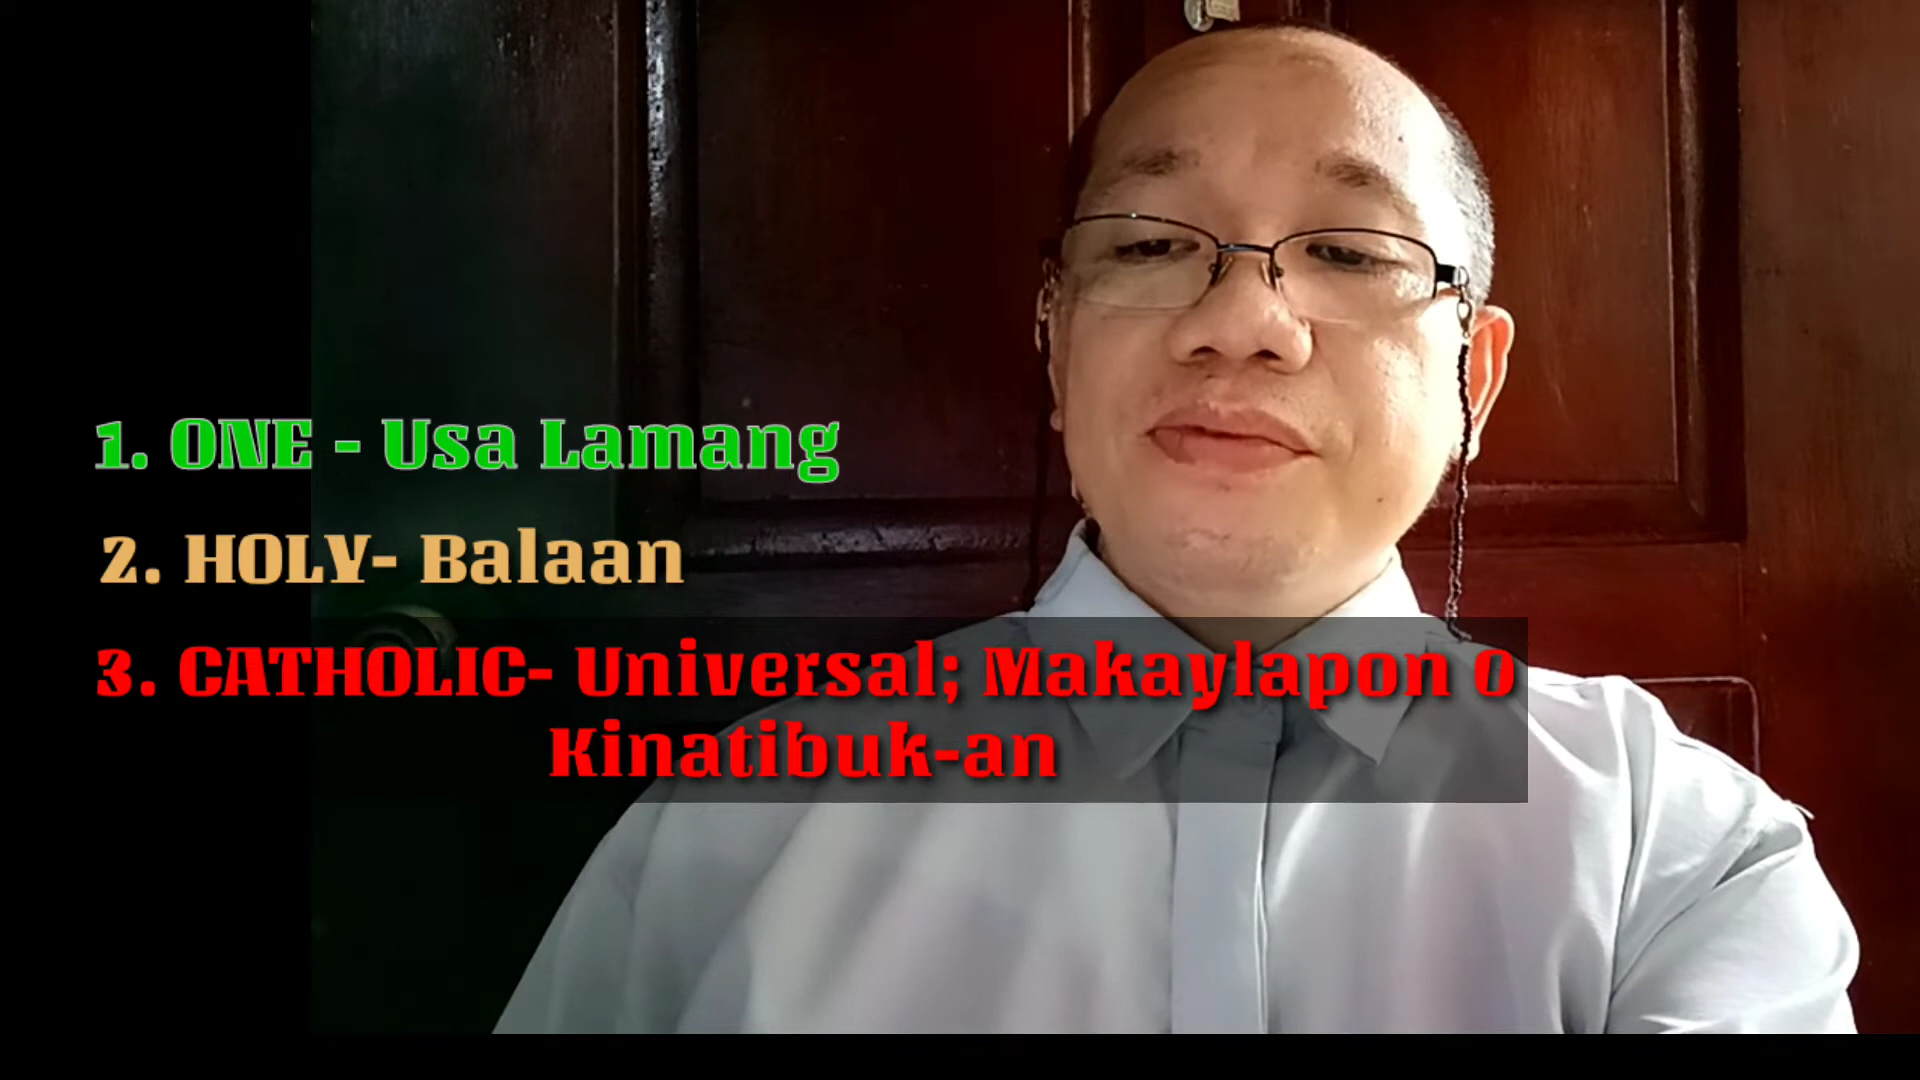 1. ONE - Usa Lamang
2. HOLY- Balaan
3. CATHOLIC- Universal; Makaylapon O
Kinatibuk-an